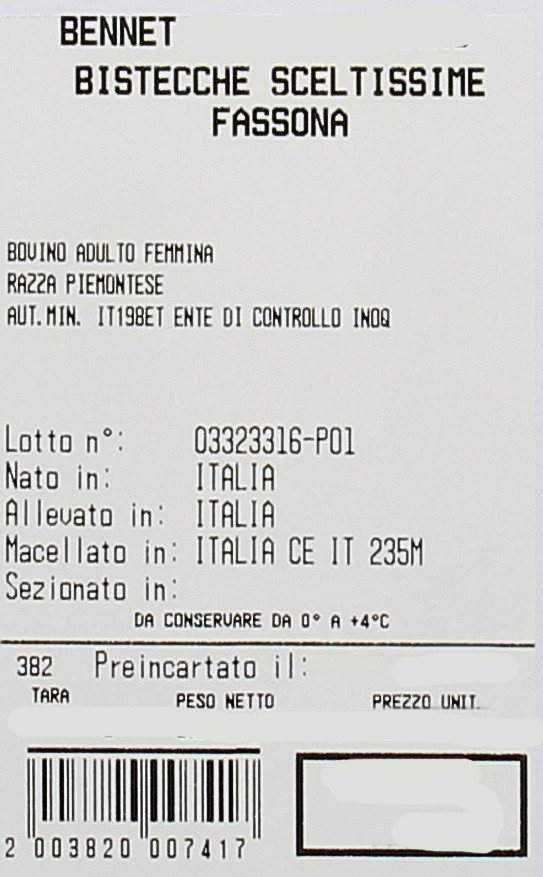 BENNET
BISTECCHE SCELTISSIME
FASSONA
BOVINO ADULTO FEMMINA
RAZZA PIEMONTESE
AUT.MIN. IT198ET ENTE DI CONTROLLO INOQ
Lotto n°: 03323316-P01
Nato in: ITALIA
Allevato in: ITALIA
Macellato in: ITALIA CE IT 235M
Sezionato in:
DA CONSERVARE DA 0° A +4°C
382 Preincartato il:
TARA PESO NETTO PREZZO UNIT.
2 003820 007417